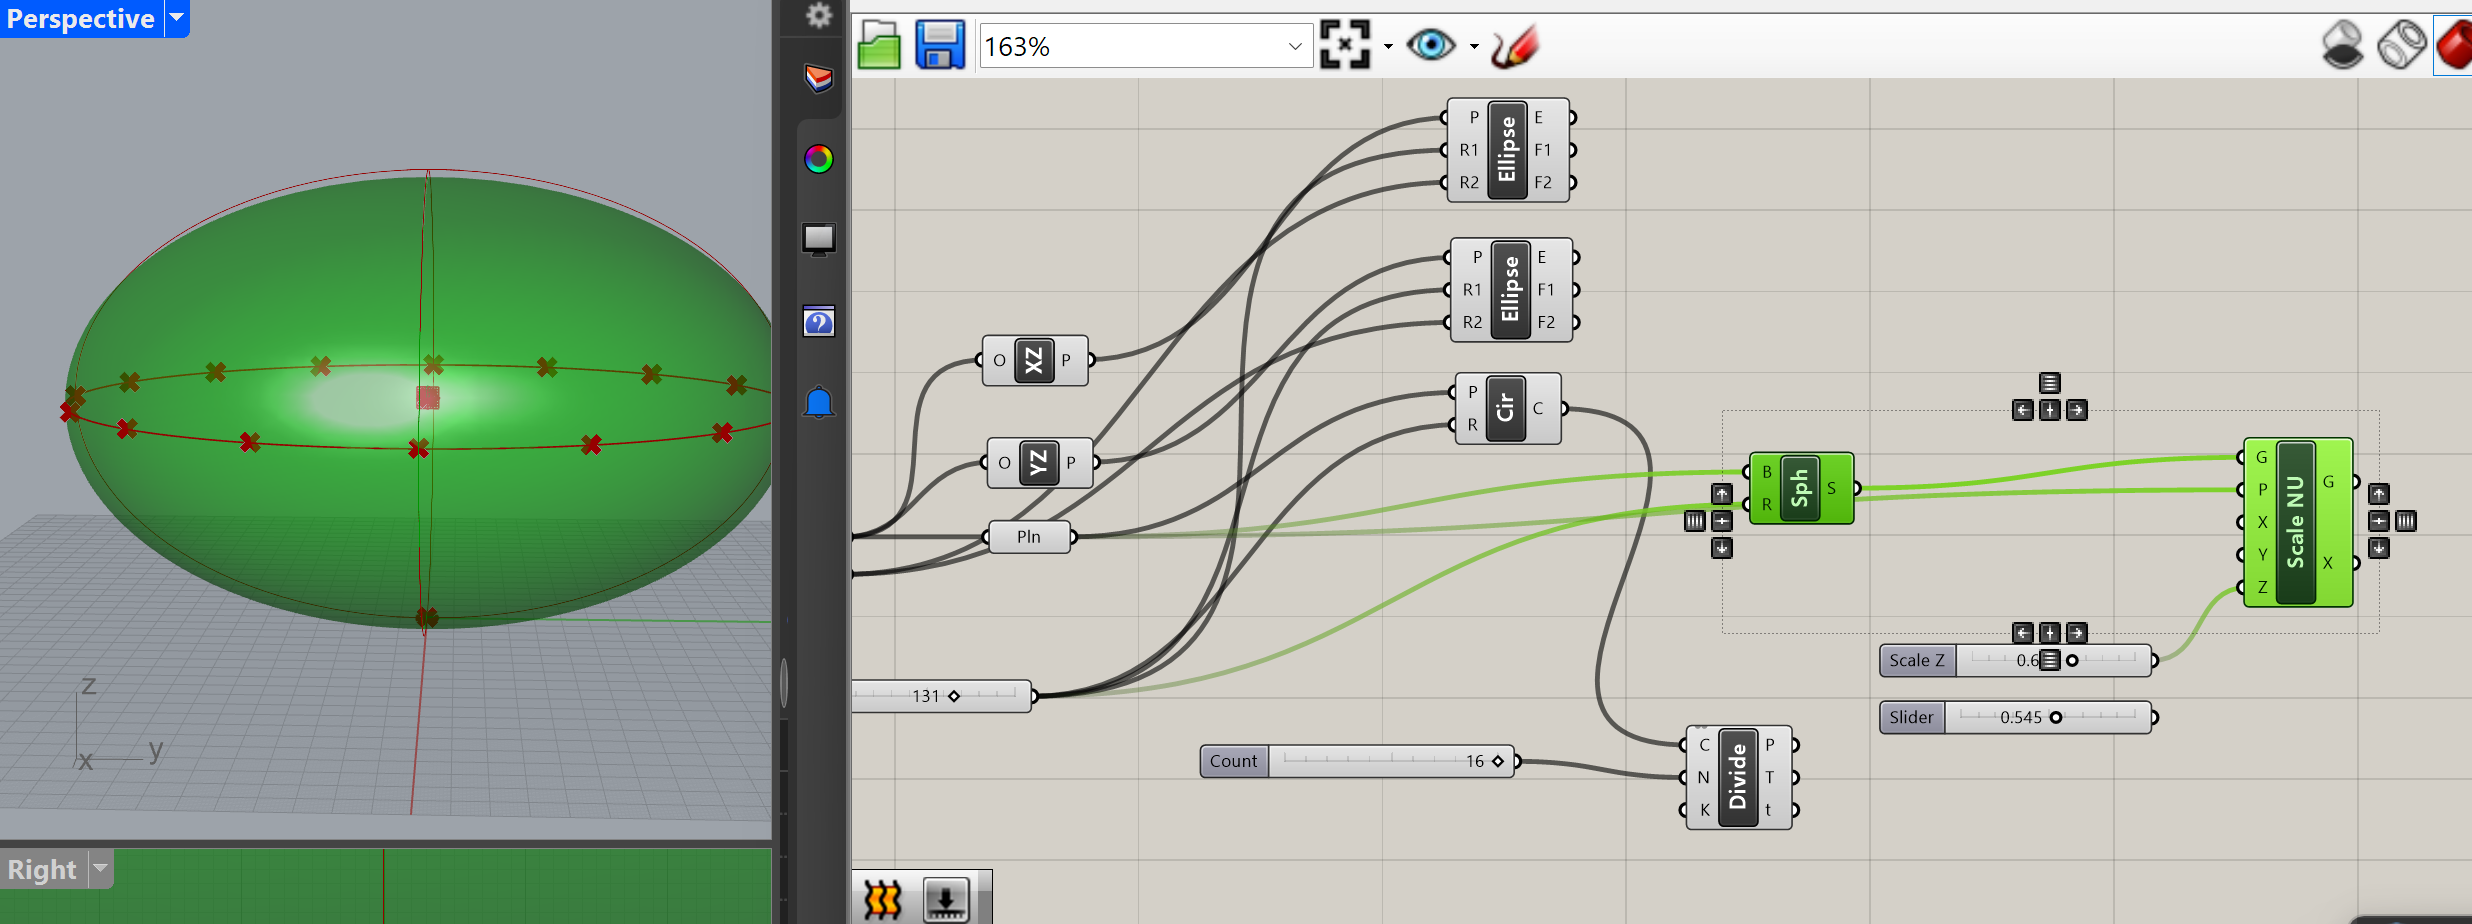 Perspective
163%
P E
R1 Ellipse F1
R2 F2
P E
R1 Ellipse F1
R2 F2
O XZ P
P Cir C
R
O YZ P
B Sph S
R
G
P G
X Scale NU
Y X
Z
Pln
Scale Z 0.6
z
131
Slider 0.545
x y
Count 16
C P
N Divide T
K t
Right